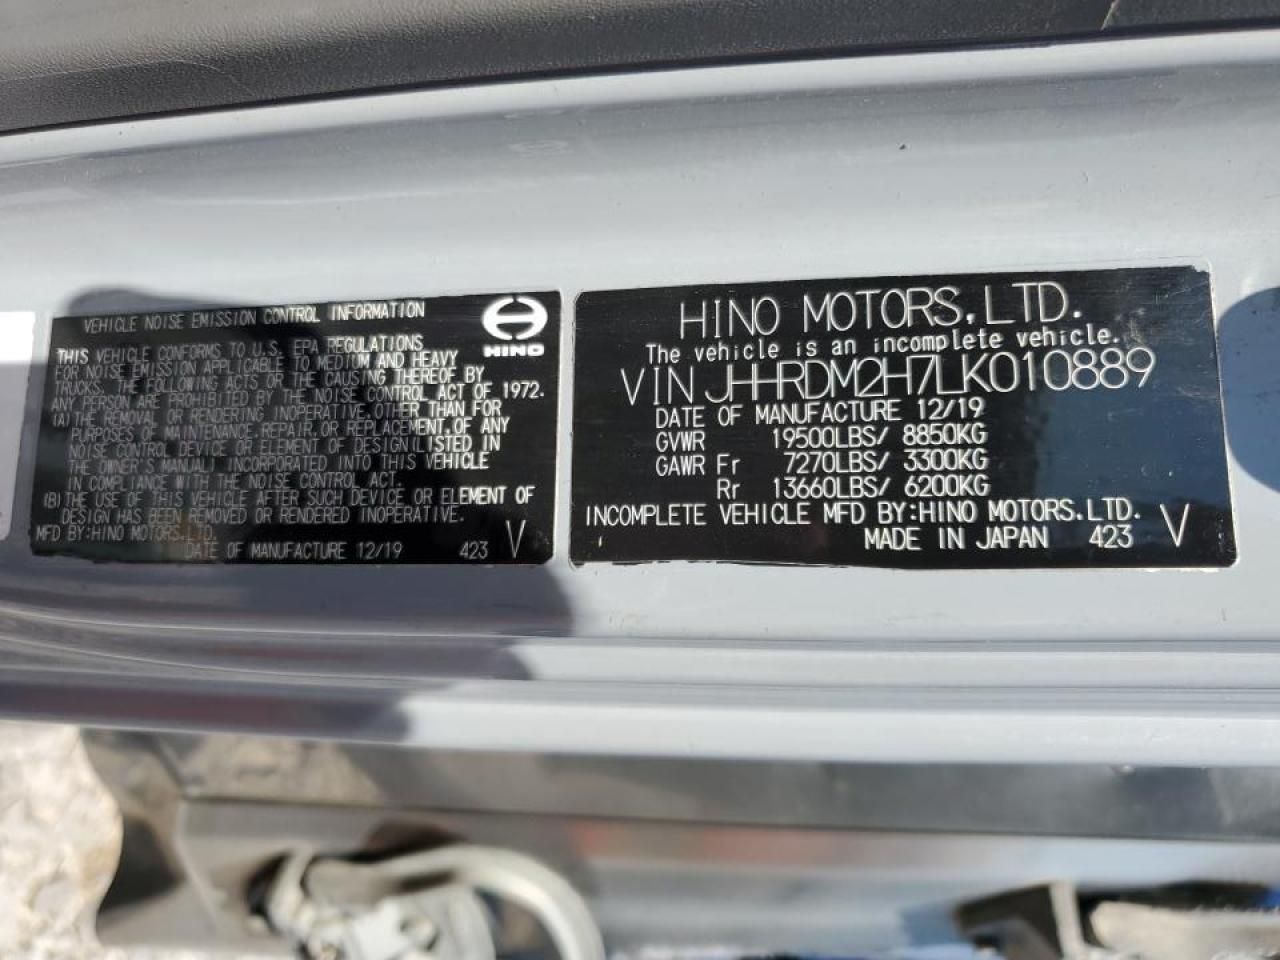 VEHICLE NOISE EMISSION CONTROL INFORMATION
HINO
THIS VEHICLE CONFORMS TO U.S. EPA REGULATIONS
FOR NOISE EMISSION APPLICABLE TO MEDIUM AND HEAVY
TRUCKS. THE FOLLOWING ACTS OR THE CAUSING THEREOF BY
ANY PERSON ARE PROHIBITED BY THE NOISE CONTROL ACT OF 1972.
(A) THE REMOVAL OR RENDERING INOPERATIVE, OTHER THAN FOR
PURPOSES OF MAINTENANCE, REPAIR, OR REPLACEMENT, OF ANY
NOISE CONTROL DEVICE OR ELEMENT OF DESIGN(LISTED IN
THE OWNER'S MANUAL) INCORPORATED INTO THIS VEHICLE
IN COMPLIANCE WITH THE NOISE CONTROL ACT.
(B) THE USE OF THIS VEHICLE AFTER SUCH DEVICE OR ELEMENT OF
DESIGN HAS BEEN REMOVED OR RENDERED INOPERATIVE.
MFD BY:HINO MOTORS,LTD.
DATE OF MANUFACTURE 12/19 423 V
HINO MOTORS,LTD.
The vehicle is an incomplete vehicle.
VIN JHHRDM2H7LK010889
DATE OF MANUFACTURE 12/19
GVWR 19500LBS/ 8850KG
GAWR Fr 7270LBS/ 3300KG
Rr 13660LBS/ 6200KG
INCOMPLETE VEHICLE MFD BY:HINO MOTORS,LTD.
MADE IN JAPAN 423 V